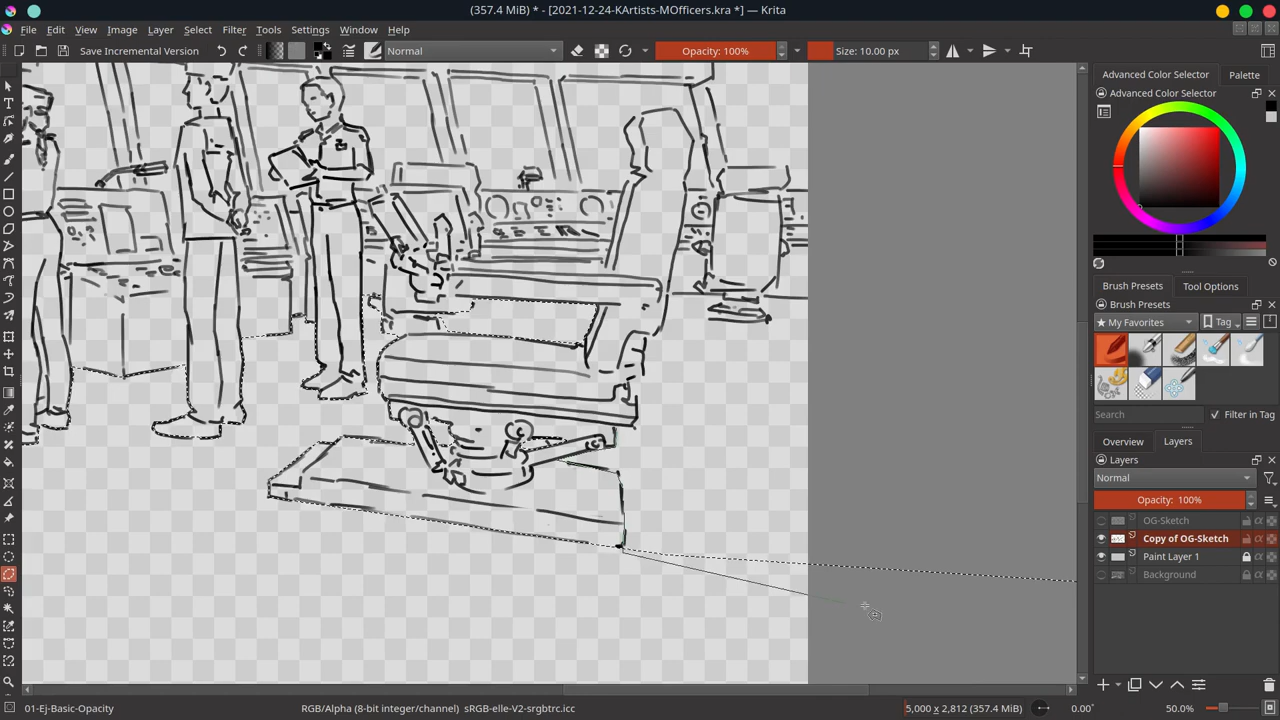 (357.4 MiB) * - [2021-12-24-KArtists-MOfficers.kra *] — Krita
File Edit View Image Layer Select Filter Tools Settings Window Help
Save Incremental Version Normal Opacity: 100% Size: 10.00 px
Advanced Color Selector Palette
Advanced Color Selector
Brush Presets Tool Options
Brush Presets
★ My Favorites Tag
Search Filter in Tag
Overview Layers
Layers
Normal
Opacity: 100%
OG-Sketch
Copy of OG-Sketch
Paint Layer 1
Background
01-Ej-Basic-Opacity RGB/Alpha (8-bit integer/channel) sRGB-elle-V2-srgbtrc.icc 5,000 x 2,812 (357.4 MiB) 0.00° 50.0%